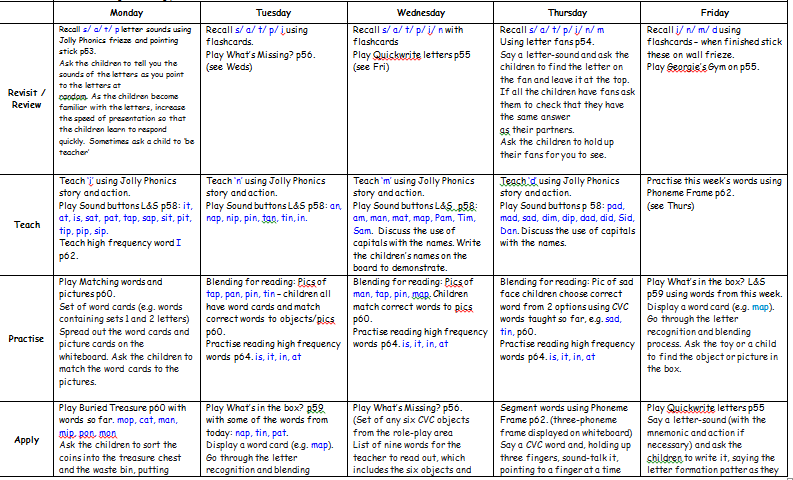 Monday
Tuesday
Wednesday
Thursday
Friday
Revisit /
Review
Recall s/ a/ t/ p letter sounds using
Jolly Phonics frieze and pointing
stick p53.
Ask the children to tell you the
sounds of the letters as you point
to the letters at
random. As the children become
familiar with the letters, increase
the speed of presentation so that
the children learn to respond
quickly. Sometimes ask a child to 'be
teacher'
Recall s/ a/ t/ p/ i using
flashcards.
Play What's Missing? p56.
(see Weds)
Recall s/ a/ t/ p/ i/ n with
flashcards
Play Quickwrite letters p55
(see Fri)
Recall s/ a/ t/ p/ i/ n/ m
Using letter fans p54.
Say a letter-sound and ask the
children to find the letter on
the fan and leave it at the top.
If all the children have fans ask
them to check that they have
the same answer
as their partners.
Ask the children to hold up
their fans for you to see.
Recall i/ n/ m/ d using
flashcards – when finished stick
these on wall frieze.
Play Georgie's Gym on p55.
Teach
Teach 'i' using Jolly Phonics
story and action.
Play Sound buttons L&S p58: it,
at, is, sat, pat, tap, sap, sit, pit,
tip, pip, sip.
Teach high frequency word I
p62.
Teach 'n' using Jolly Phonics
story and action.
Play Sound buttons L&S p58: an,
nap, nip, pin, tan, tin, in.
Teach 'm' using Jolly Phonics
story and action.
Play Sound buttons L&S p58:
am, man, mat, map, Pam, Tim,
Sam. Discuss the use of
capitals with the names. Write
the children's names on the
board to demonstrate.
Teach 'd' using Jolly Phonics
story and action.
Play Sound buttons p 58: pad,
mad, sad, dim, dip, dad, did, Sid,
Dan. Discuss the use of capitals
with the names.
Practise this week's words using
Phoneme Frame p62.
(see Thurs)
Practise
Play Matching words and
pictures p60.
Set of word cards (e.g. words
containing sets 1 and 2 letters)
Spread out the word cards and
picture cards on the
whiteboard. Ask the children to
match the word cards to the
pictures.
Blending for reading: Pics of
tap, pan, pin, tin – children all
have word cards and match
correct words to objects/pics
p60.
Practise reading high frequency
words p64. is, it, in, at
Blending for reading: Pics of
man, tap, pin, map. Children
match correct words to pics
p60.
Practise reading high frequency
words p64. is, it, in, at
Blending for reading: Pic of sad
face children choose correct
word from 2 options using CVC
words taught so far, e.g. sad,
tin, p60.
Practise reading high frequency
words p64. is, it, in, at
Play What's in the box? L&S
p59 using words from this week.
Display a word card (e.g. map).
Go through the letter
recognition and blending
process. Ask the toy or a child
to find the object or picture in
the box.
Apply
Play Buried Treasure p60 with
words so far. mop, cat, man,
mip, pon, mon
Ask the children to sort the
coins into the treasure chest
and the waste bin, putting
Play What's in the box? p59
with some of the words from
today: nap, tin, pat.
Display a word card (e.g. map).
Go through the letter
recognition and blending
Play What's Missing? p56.
(Set of any six CVC objects
from the role-play area
List of nine words for the
teacher to read out, which
includes the six objects and
Segment words using Phoneme
Frame p62. (three-phoneme
frame displayed on whiteboard)
Say a CVC word and, holding up
three fingers, sound-talk it,
pointing to a finger at a time
Play Quickwrite letters p55
Say a letter-sound (with the
mnemonic and action if
necessary) and ask the
children to write it, saying the
letter formation patter as they